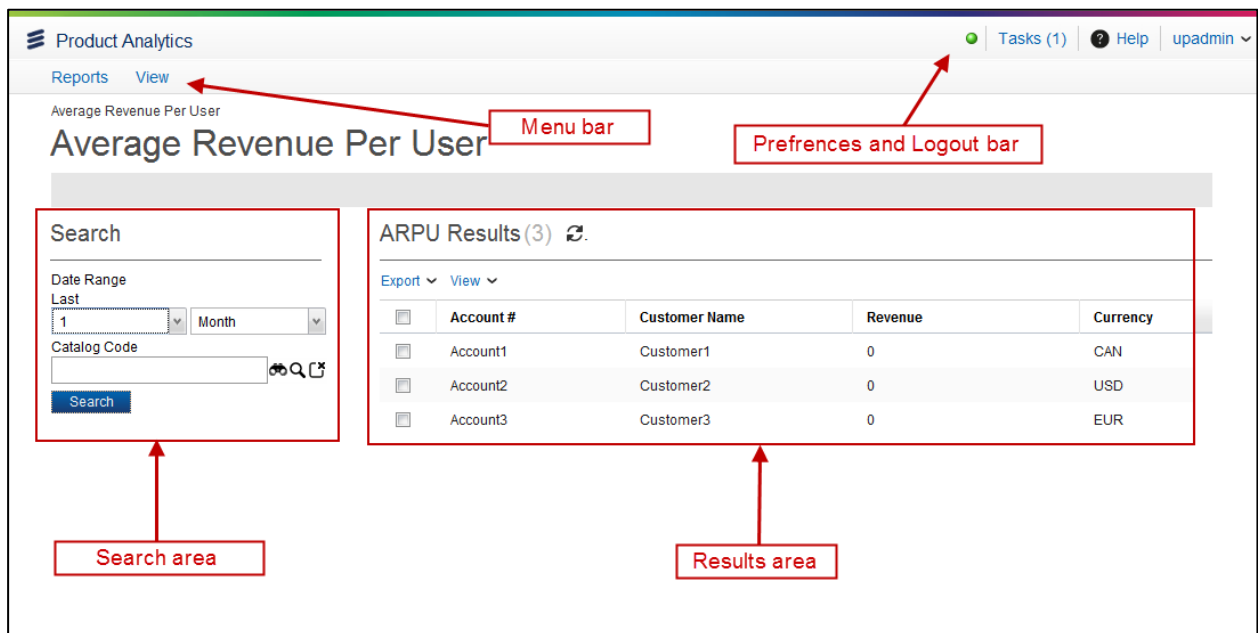 Product Analytics
Tasks (1) ? Help upadmin
Reports View
Average Revenue Per User
Average Revenue Per User
Menu bar
Prefrences and Logout bar
Search
Date Range
Last
1 Month
Catalog Code
Search
ARPU Results (3) .
Export View
Account # Customer Name Revenue Currency
Account1 Customer1 0 CAN
Account2 Customer2 0 USD
Account3 Customer3 0 EUR
Search area
Results area